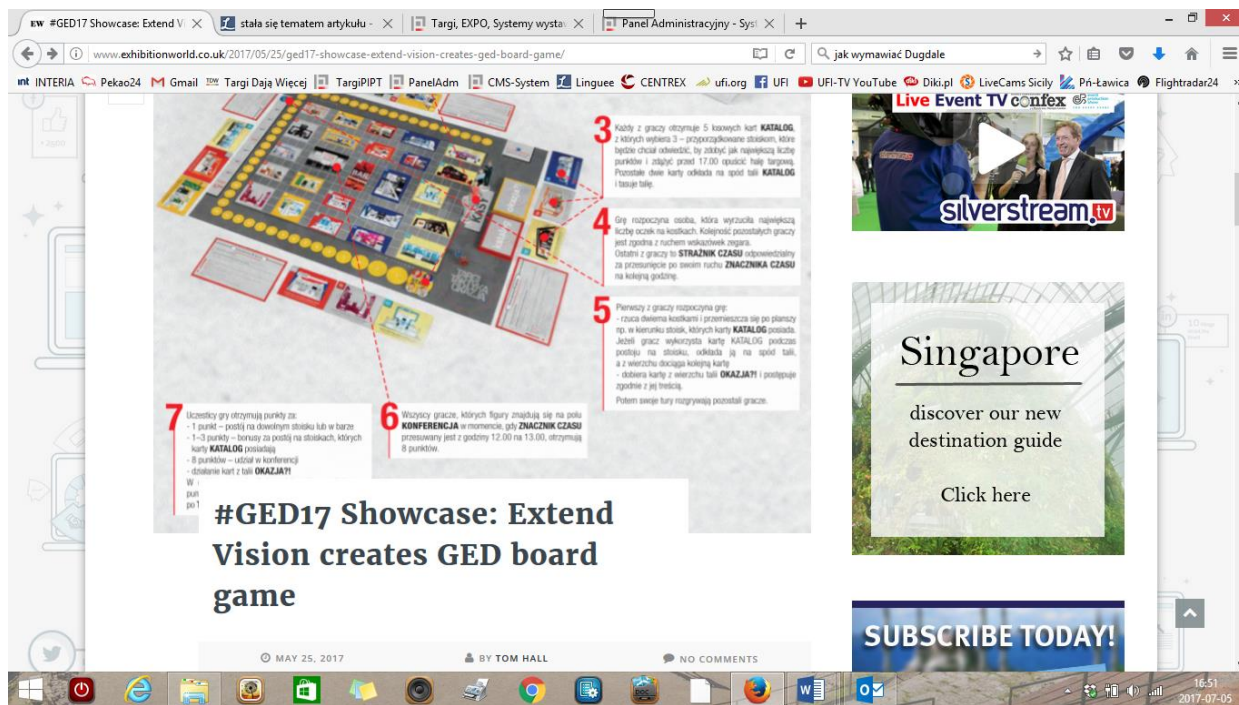 EW #GED17 Showcase: Extend Vi
stała się tematem artykułu -
Targi, EXPO, Systemy wystaw
Panel Administracyjny - Syst
www.exhibitionworld.co.uk/2017/05/25/ged17-showcase-extend-vision-creates-ged-board-game/
jak wymawiać Dugdale
INTERIA Pekao24 Gmail Targi Dają Więcej TargiPIPT PanelAdm CMS-System Linguee CENTREX ufi.org UFI UFI-TV YouTube Diki.pl LiveCams Sicily Pń-Ławica Flightradar24
3
Każdy z graczy otrzymuje 5 losowych kart KATALOG,
z których wybiera 3 – przyporządkowane stoiskom, które
będzie chciał odwiedzić, by zdobyć jak największą liczbę
punktów i zdążyć przed 17.00 opuścić halę targową.
Pozostałe dwie karty odkłada na spód talii KATALOG
i tasuje talię.
4
Grę rozpoczyna osoba, która wyrzuciła największą
liczbę oczek na kostkach. Kolejność pozostałych graczy
jest zgodna z ruchem wskazówek zegara.
Ostatni z graczy to STRAŻNIK CZASU odpowiedzialny
za przesunięcie po swoim ruchu ZNACZNIKA CZASU
na kolejną godzinę.
5
Pierwszy z graczy rozpoczyna grę:
- rzuca dwiema kostkami i przemieszcza się po planszy
np. w kierunku stoisk, których karty KATALOG posiada.
Jeżeli gracz wykorzysta kartę KATALOG podczas
postoju na stoisku, odkłada ją na spód talii,
a z wierzchu dociąga kolejną kartę
- dobiera kartę z wierzchu talii OKAZJA?! i postępuje
zgodnie z jej treścią.
Potem swoje tury rozgrywają pozostali gracze.
6
Wszyscy gracze, których figury znajdują się na polu
KONFERENCJA w momencie, gdy ZNACZNIK CZASU
przesuwany jest z godziny 12.00 na 13.00, otrzymują
8 punktów.
7
Uczestnicy gry otrzymują punkty za:
- 1 punkt – postój na dowolnym stoisku lub w barze
- 1–3 punkty – bonusy za postój na stoiskach, których
karty KATALOG posiadają
- 8 punktów – udział w konferencji
- działanie kart z talii OKAZJA?!
W
KASY
#GED17 Showcase: Extend
Vision creates GED board
game
MAY 25, 2017
BY TOM HALL
NO COMMENTS
Live Event TV confex
silverstream.tv
Singapore
discover our new
destination guide
Click here
SUBSCRIBE TODAY!
16:51
2017-07-05